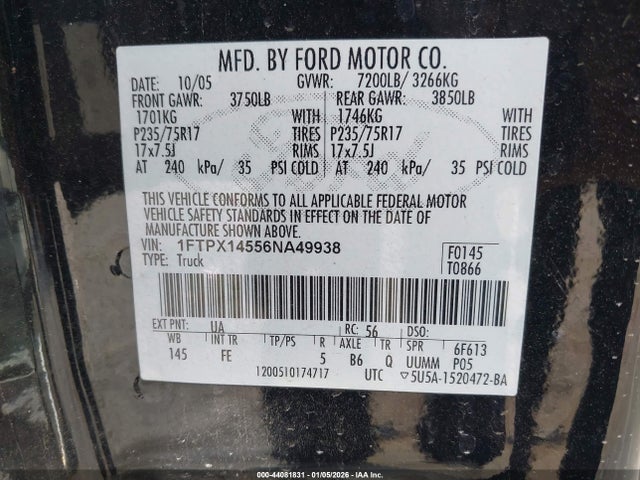 MFD. BY FORD MOTOR CO.
DATE: 10/05 GVWR: 7200LB/ 3266KG
FRONT GAWR: 3750LB REAR GAWR: 3850LB
1701KG WITH 1746KG WITH
P235/75R17 TIRES P235/75R17 TIRES
17x7.5J RIMS 17x7.5J RIMS
AT 240 kPa/ 35 PSI COLD AT 240 kPa/ 35 PSI COLD
THIS VEHICLE CONFORMS TO ALL APPLICABLE FEDERAL MOTOR
VEHICLE SAFETY STANDARDS IN EFFECT ON THE DATE OF
MANUFACTURE SHOWN ABOVE.
VIN: 1FTPX14556NA49938 F0145
TYPE: Truck T0866
EXT PNT: UA RC: 56 DSO:
WB INT TR TP/PS R AXLE TR SPR 6F613
145 FE 5 B6 Q UUMM P05
1200510174717 UTC ▽5U5A-1520472-BA
000-44081831 - 01/05/2026 - IAA Inc.